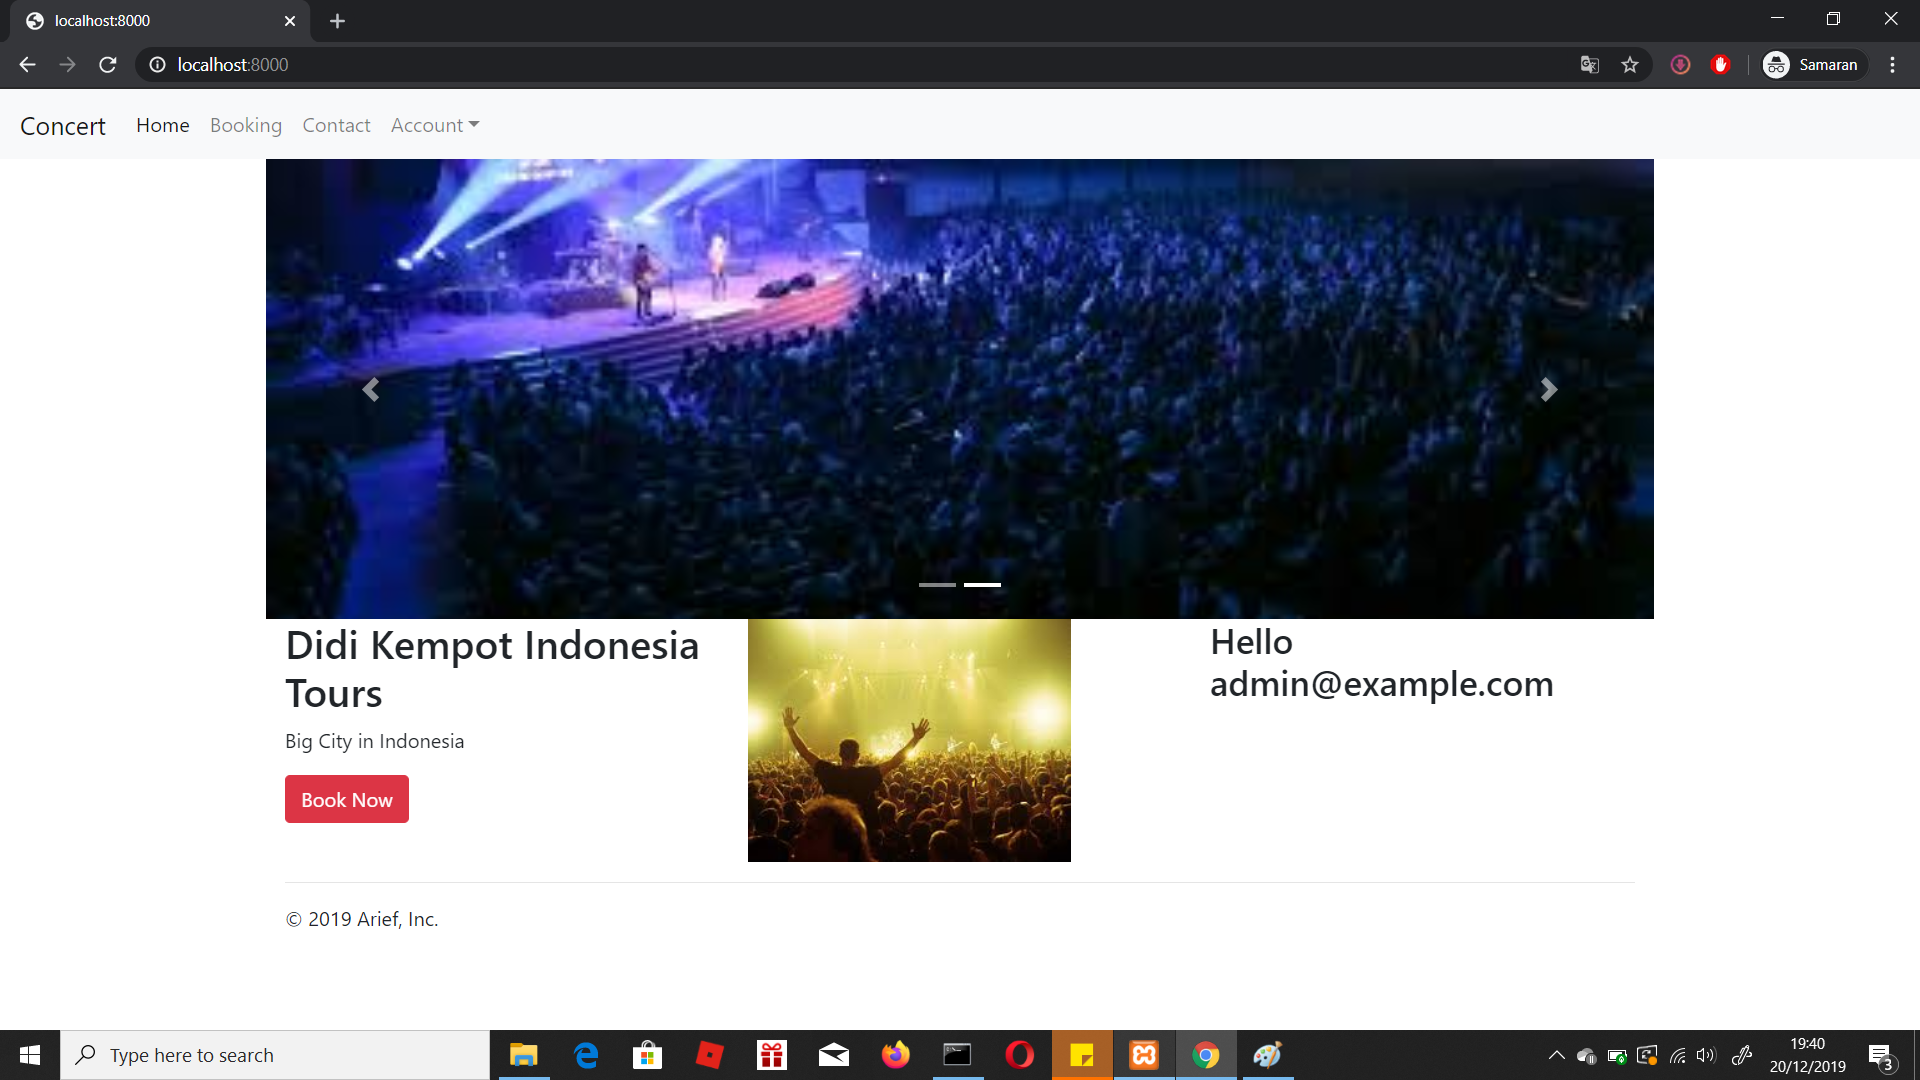 localhost:8000
localhost:8000
Samaran
Concert Home Booking Contact Account
Didi Kempot Indonesia
Tours
Big City in Indonesia
Book Now
Hello
admin@example.com
© 2019 Arief, Inc.
Type here to search
19:40
20/12/2019
3